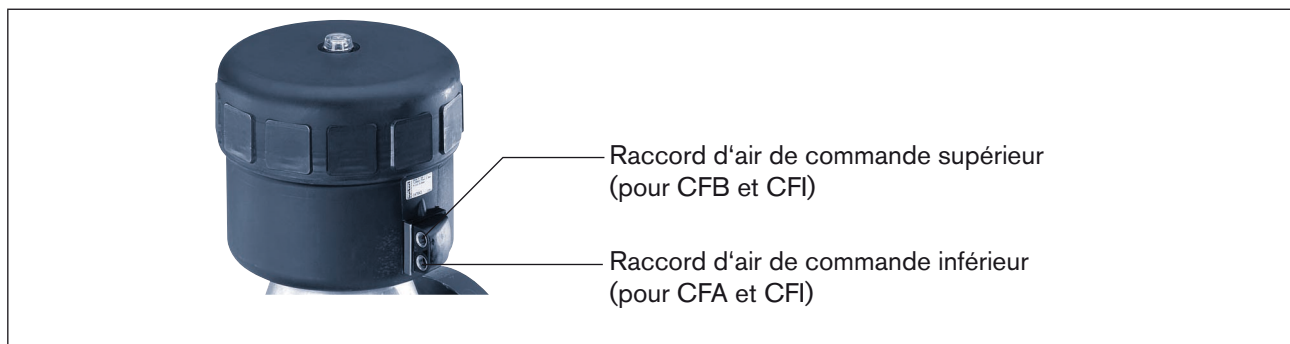 Raccord d‘air de commande supérieur
(pour CFB et CFI)
Raccord d‘air de commande inférieur
(pour CFA et CFI)